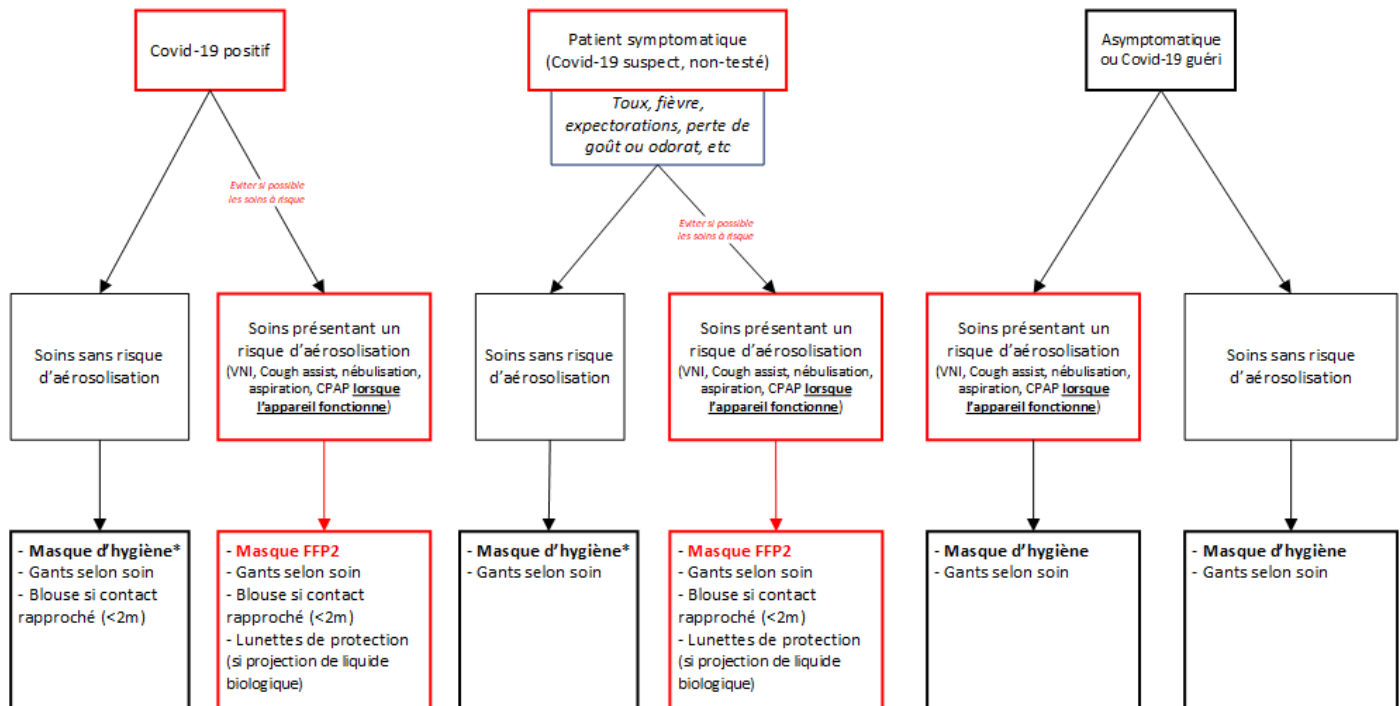 Covid-19 positif
Patient symptomatique
(Covid-19 suspect, non-testé)
Toux, fièvre,
expectorations, perte de
goût ou odorat, etc
Asymptomatique
ou Covid-19 guéri
Eviter si possible
les soins à risque
Eviter si possible
les soins à risque
Soins sans risque
d’aérosolisation
Soins présentant un
risque d’aérosolisation
(VNI, Cough assist, nébulisation,
aspiration, CPAP lorsque
l’appareil fonctionne)
Soins sans risque
d’aérosolisation
Soins présentant un
risque d’aérosolisation
(VNI, Cough assist, nébulisation,
aspiration, CPAP lorsque
l’appareil fonctionne)
Soins présentant un
risque d’aérosolisation
(VNI, Cough assist, nébulisation,
aspiration, CPAP lorsque
l’appareil fonctionne)
Soins sans risque
d’aérosolisation
- Masque d’hygiène*
- Gants selon soin
- Blouse si contact
rapproché (<2m)
- Masque FFP2
- Gants selon soin
- Blouse si contact
rapproché (<2m)
- Lunettes de protection
(si projection de liquide
biologique)
- Masque d’hygiène*
- Gants selon soin
- Masque FFP2
- Gants selon soin
- Blouse si contact
rapproché (<2m)
- Lunettes de protection
(si projection de liquide
biologique)
- Masque d’hygiène
- Gants selon soin
- Masque d’hygiène
- Gants selon soin